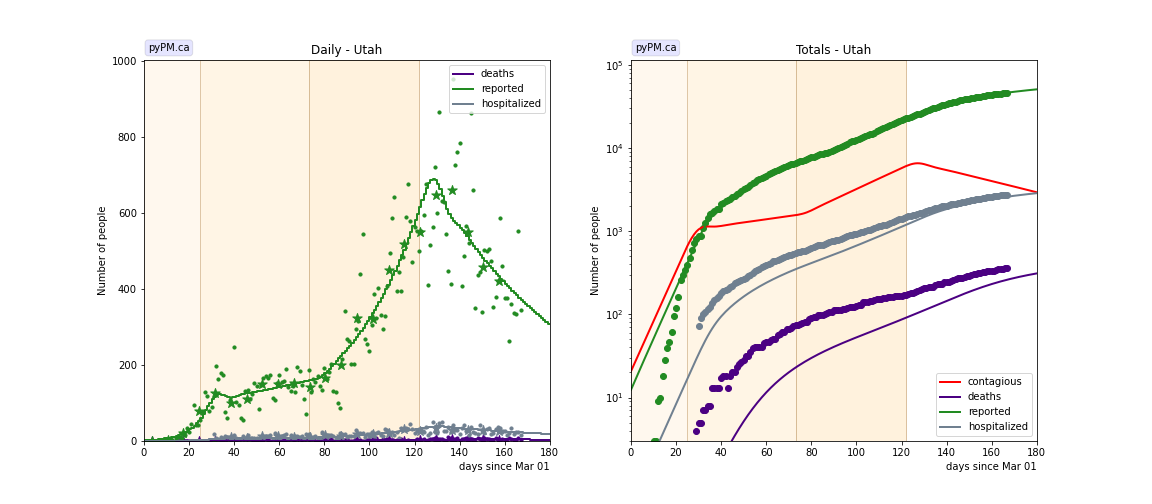 pyPM.ca
Daily - Utah
deaths
reported
hospitalized
1000
800
600
400
200
0
Number of people
0 20 40 60 80 100 120 140 160 180
days since Mar 01
pyPM.ca
Totals - Utah
10^5
10^4
10^3
10^2
10^1
Number of people
contagious
deaths
reported
hospitalized
0 20 40 60 80 100 120 140 160 180
days since Mar 01